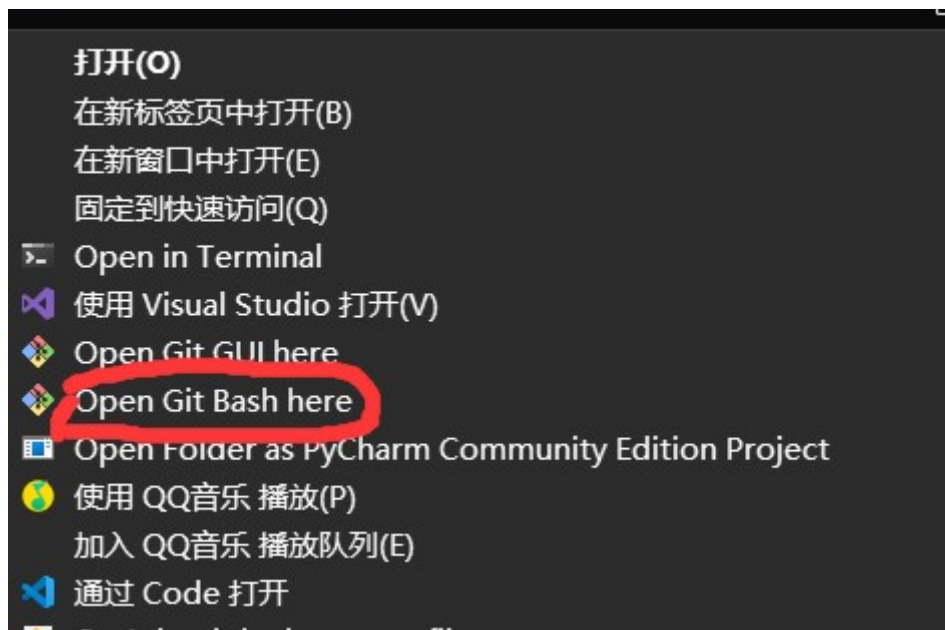 打开(O)
在新标签页中打开(B)
在新窗口中打开(E)
固定到快速访问(Q)
Open in Terminal
使用 Visual Studio 打开(V)
Open Git GUI here
Open Git Bash here
Open Folder as PyCharm Community Edition Project
使用 QQ音乐 播放(P)
加入 QQ音乐 播放队列(E)
通过 Code 打开